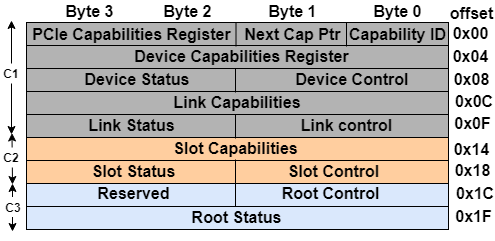 Byte 3 Byte 2 Byte 1 Byte 0 offset
PCIe Capabilities Register Next Cap Ptr Capability ID 0x00
Device Capabilities Register 0x04
C1 Device Status Device Control 0x08
Link Capabilities 0x0C
Link Status Link control 0x0F
C2 Slot Capabilities 0x14
Slot Status Slot Control 0x18
Reserved Root Control 0x1C
C3 Root Status 0x1F